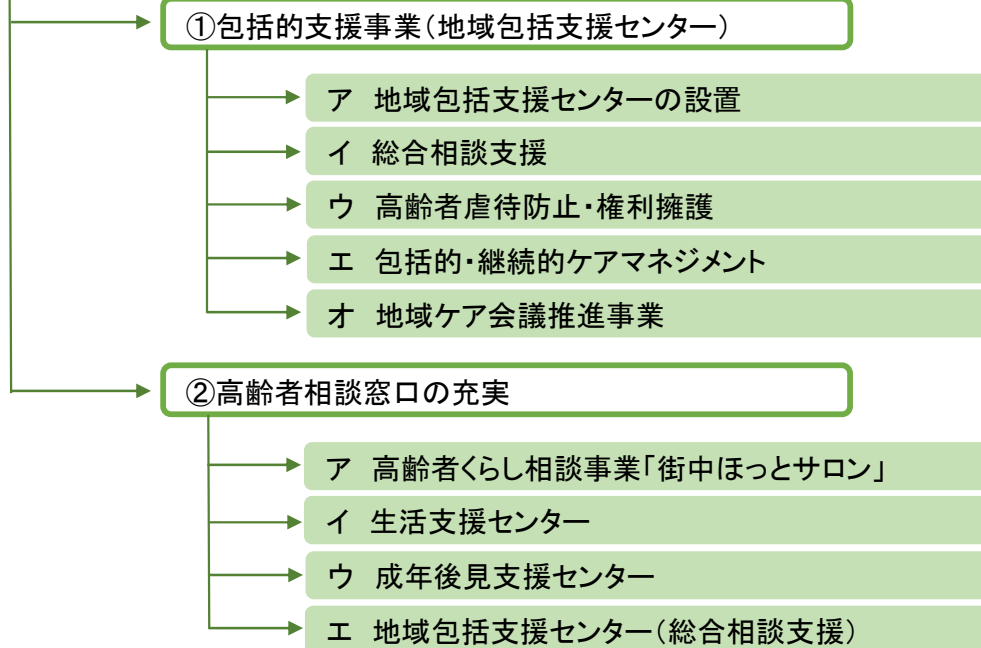 ①包括的支援事業(地域包括支援センター)
ア 地域包括支援センターの設置
イ 総合相談支援
ウ 高齢者虐待防止・権利擁護
エ 包括的・継続的ケアマネジメント
オ 地域ケア会議推進事業
②高齢者相談窓口の充実
ア 高齢者くらし相談事業「街中ほっとサロン」
イ 生活支援センター
ウ 成年後見支援センター
エ 地域包括支援センター(総合相談支援)